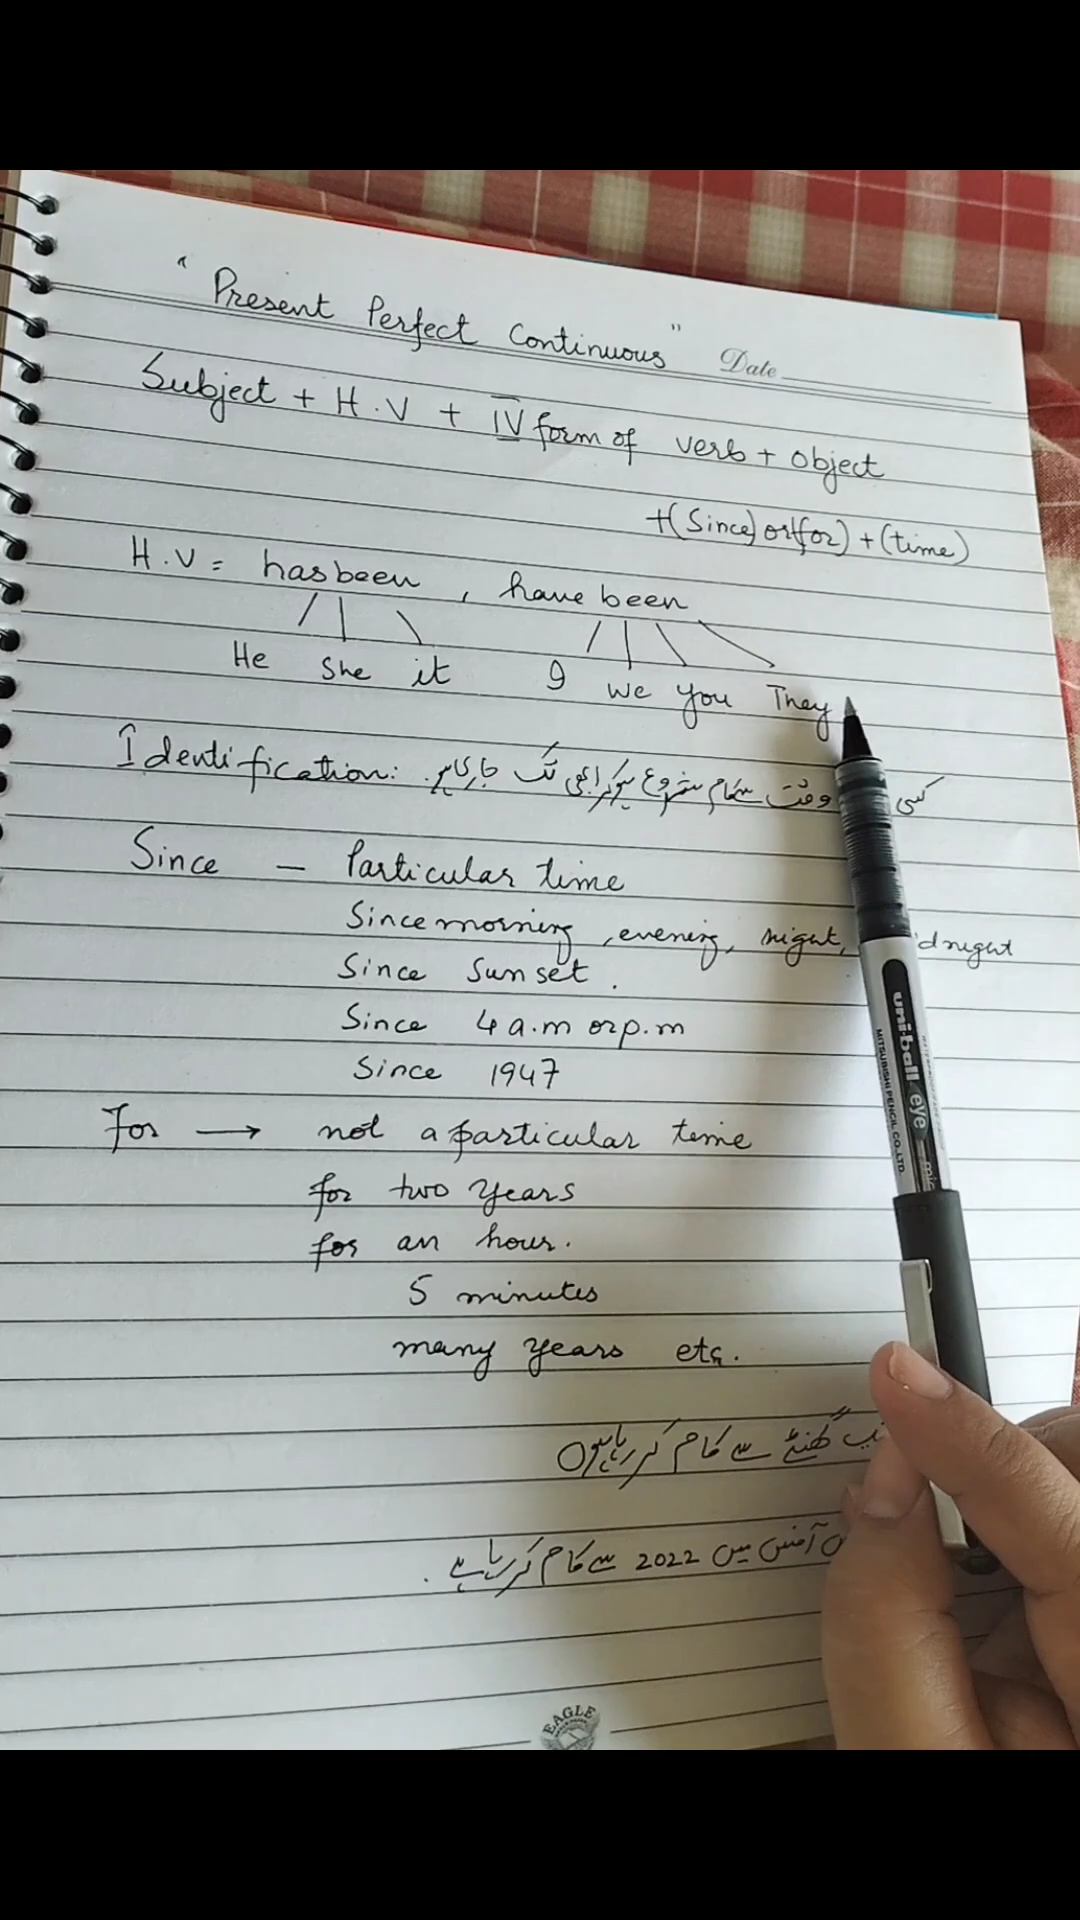 "Present Perfect Continuous"
Date
Subject + H.V + IV form of verb + object
+(Since) or (for) + (time)
H.V = has been , have been
He She it I we you They
Identification: کسی وقت سے کام شروع ہوکر ابھی تک جاری ہے.
Since – Particular time
Since morning, evening, night,
Since Sunset.
Since 4 a.m or p.m
Since 1947
For → not a particular time
for two years
for an hour.
5 minutes
many years etc.
گھنٹے سے کام کر رہا ہوں
آفس میں 2022 سے کام کر رہا ہے.
uni-ball eye
MITSUBISHI PENCIL CO., LTD.
EAGLE